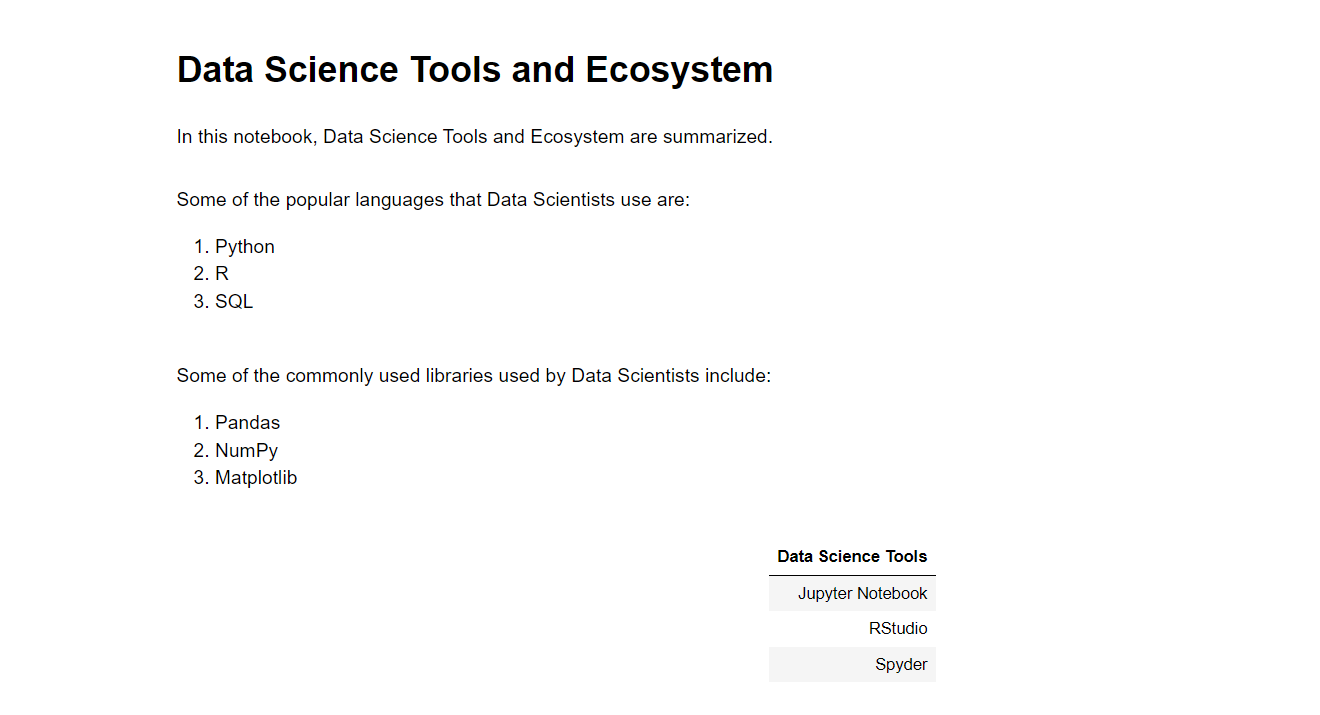 Data Science Tools and Ecosystem
In this notebook, Data Science Tools and Ecosystem are summarized.
Some of the popular languages that Data Scientists use are:
1. Python
2. R
3. SQL
Some of the commonly used libraries used by Data Scientists include:
1. Pandas
2. NumPy
3. Matplotlib
Data Science Tools
Jupyter Notebook
RStudio
Spyder